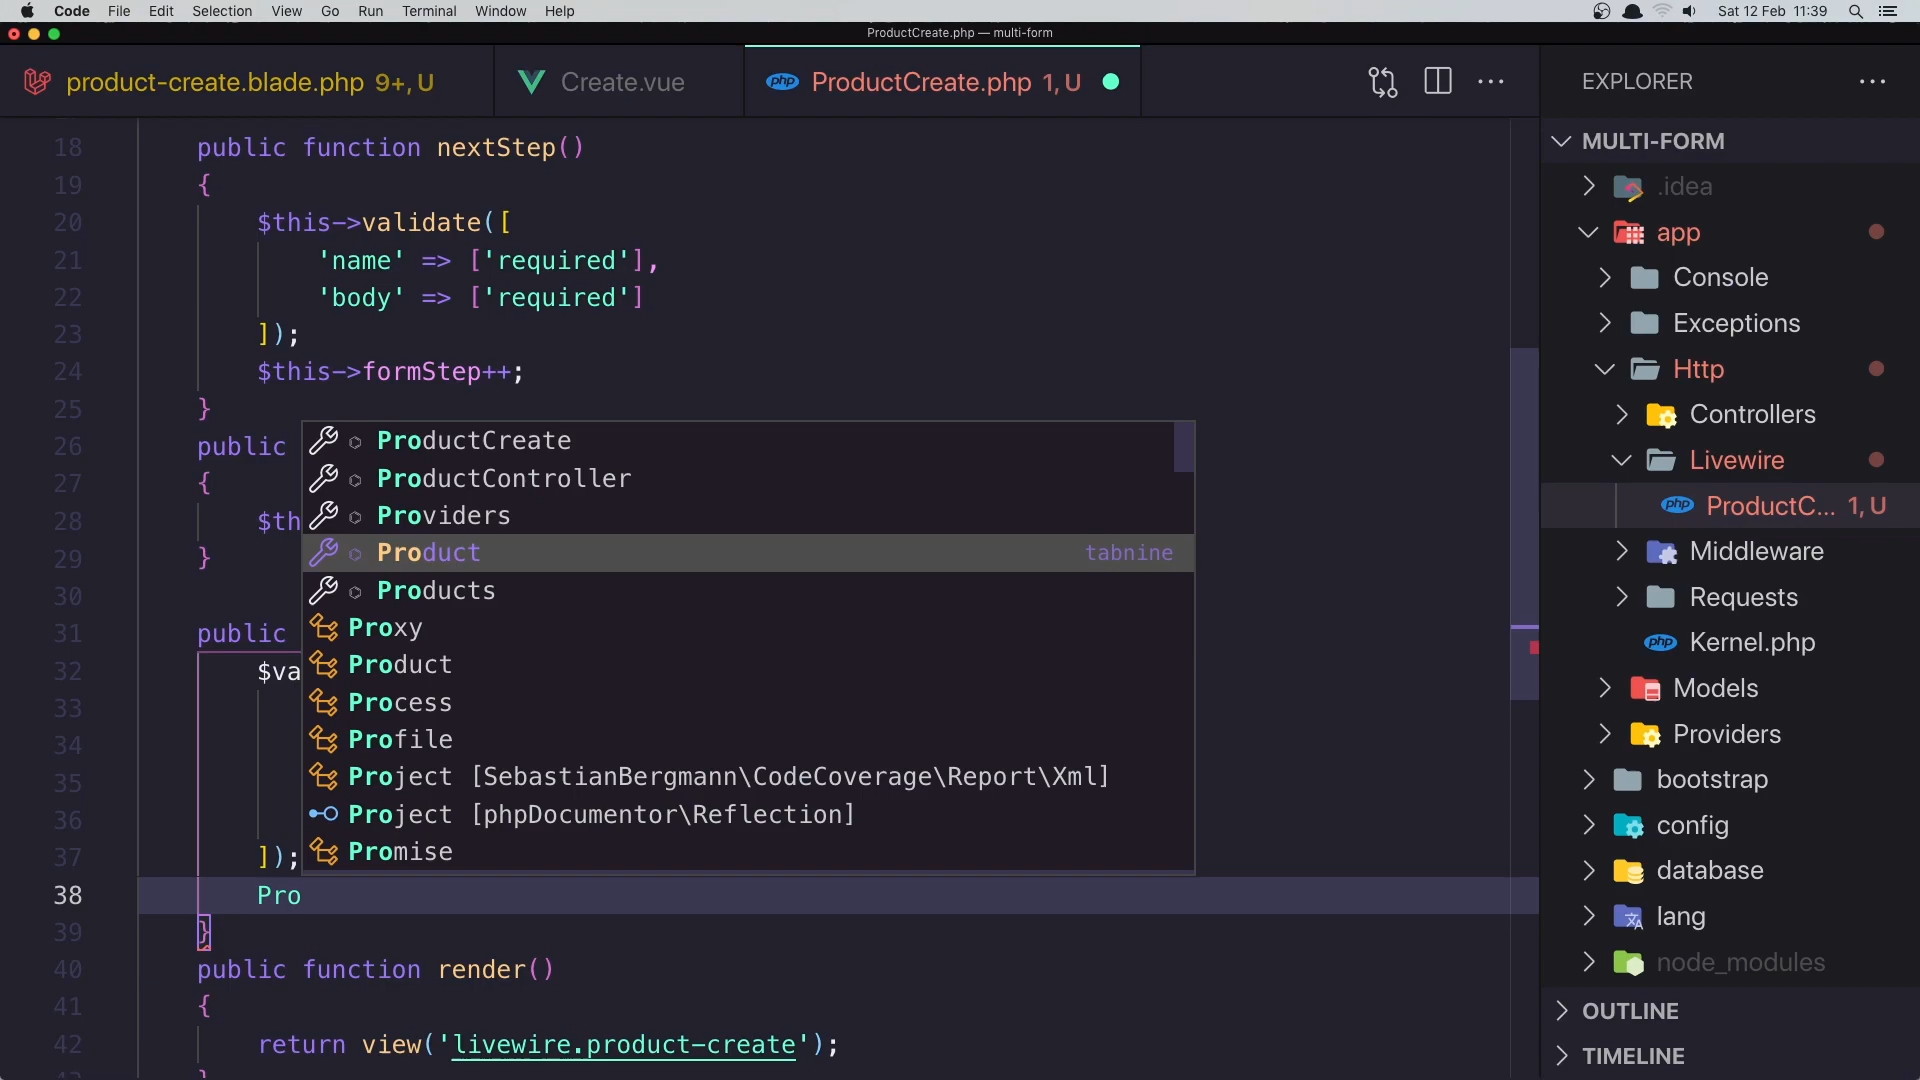 Code File Edit Selection View Go Run Terminal Window Help Sat 12 Feb 11:39
ProductCreate.php — multi-form
product-create.blade.php 9+, U Create.vue php ProductCreate.php 1, U
EXPLORER
MULTI-FORM
.idea
app
Console
Exceptions
Http
Controllers
Livewire
php ProductC... 1, U
Middleware
Requests
php Kernel.php
Models
Providers
bootstrap
config
database
lang
node_modules
OUTLINE
TIMELINE
18 public function nextStep()
19 {
20 $this->validate([
21 'name' => ['required'],
22 'body' => ['required']
23 ]);
24 $this->formStep++;
25 }
26 public
27 {
28 $th
29 }
30
31 public
32 $va
33
34
35
36
37 ]);
38 Pro
39 }
40 public function render()
41 {
42 return view('livewire.product-create');
ProductCreate
ProductController
Providers
Product tabnine
Products
Proxy
Product
Process
Profile
Project [SebastianBergmann\CodeCoverage\Report\Xml]
Project [phpDocumentor\Reflection]
Promise